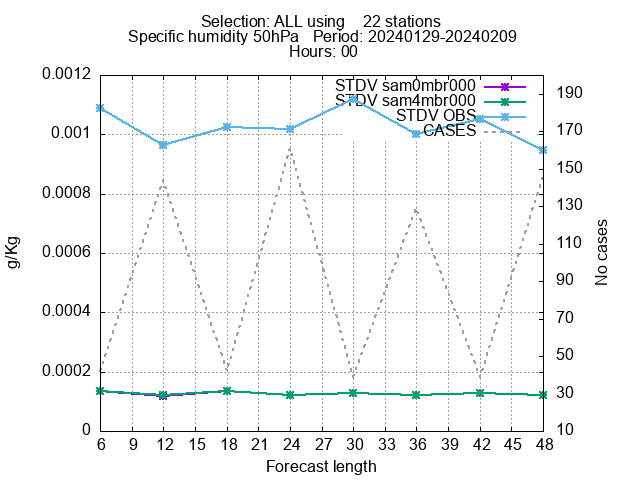 Selection: ALL using    22 stations
Specific humidity 50hPa   Period: 20240129-20240209
Hours: 00
STDV sam0mbr000
STDV sam4mbr000
STDV OBS
CASES
0.0012
0.001
0.0008
0.0006
0.0004
0.0002
0
g/Kg
190
170
150
130
110
90
70
50
30
10
No cases
6 9 12 15 18 21 24 27 30 33 36 39 42 45 48
Forecast length